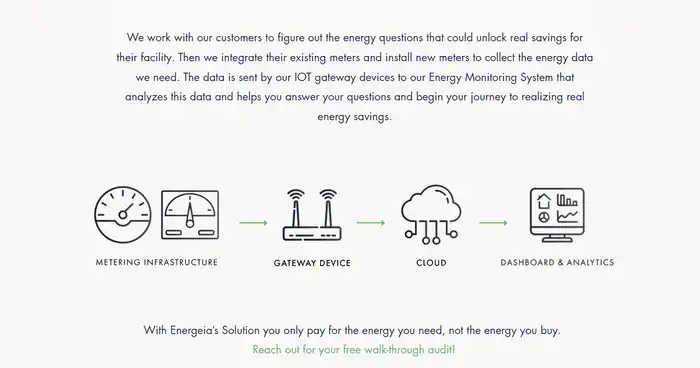 We work with our customers to figure out the energy questions that could unlock real savings for
their facility. Then we integrate their existing meters and install new meters to collect the energy data
we need. The data is sent by our IOT gateway devices to our Energy Monitoring System that
analyzes this data and helps you answer your questions and begin your journey to realizing real
energy savings.
METERING INFRASTRUCTURE
GATEWAY DEVICE
CLOUD
DASHBOARD & ANALYTICS
With Energeia's Solution you only pay for the energy you need, not the energy you buy.
Reach out for your free walk-through audit!